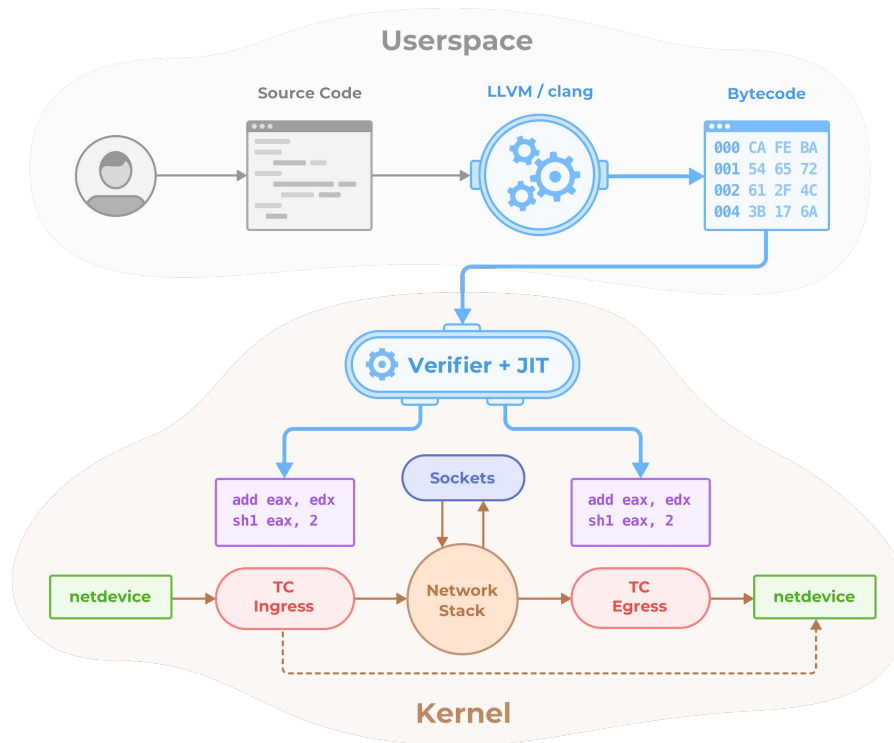 Userspace
Source Code
LLVM / clang
Bytecode
000 CA FE BA
001 54 65 72
002 61 2F 4C
004 3B 17 6A
Verifier + JIT
add eax, edx
sh1 eax, 2
Sockets
add eax, edx
sh1 eax, 2
netdevice
TC
Ingress
Network
Stack
TC
Egress
netdevice
Kernel